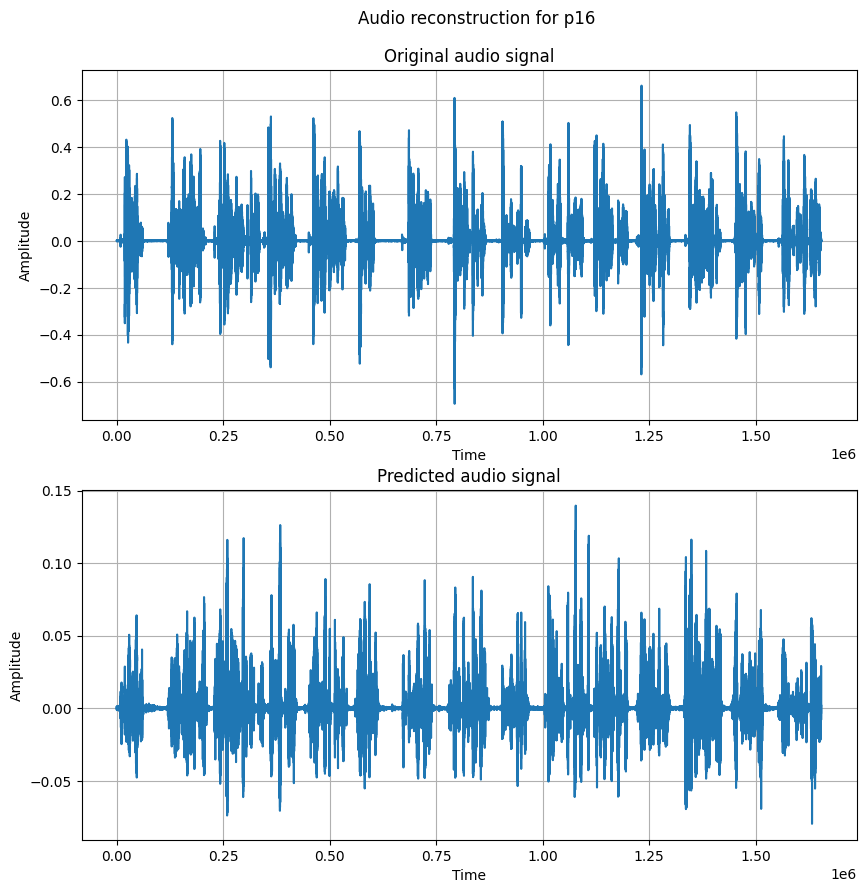 Audio reconstruction for p16
Original audio signal
Amplitude
0.6
0.4
0.2
0.0
−0.2
−0.4
−0.6
0.00 0.25 0.50 0.75 1.00 1.25 1.50
1e6
Time
Predicted audio signal
Amplitude
0.15
0.10
0.05
0.00
−0.05
0.00 0.25 0.50 0.75 1.00 1.25 1.50
1e6
Time